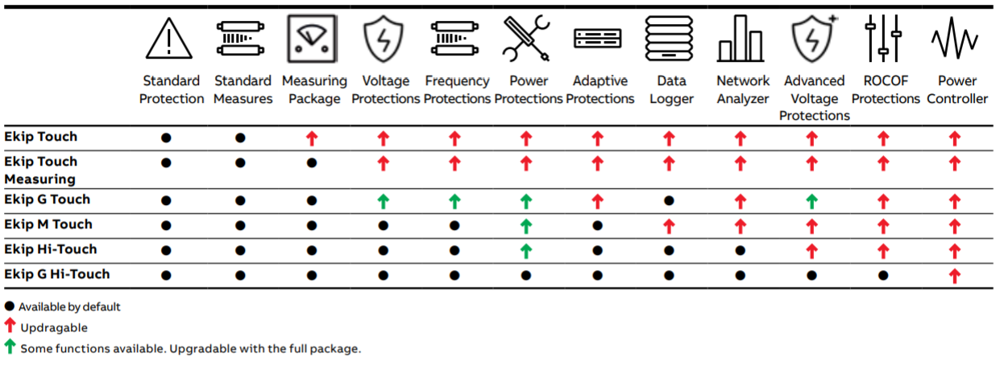 Standard Standard Measuring Voltage Frequency Power Adaptive Data Network Advanced ROCOF Power
Protection Measures Package Protections Protections Protections Protections Logger Analyzer Voltage Protections Controller
Protections
Ekip Touch
Ekip Touch
Measuring
Ekip G Touch
Ekip M Touch
Ekip Hi-Touch
Ekip G Hi-Touch
Available by default
Updragable
Some functions available. Upgradable with the full package.